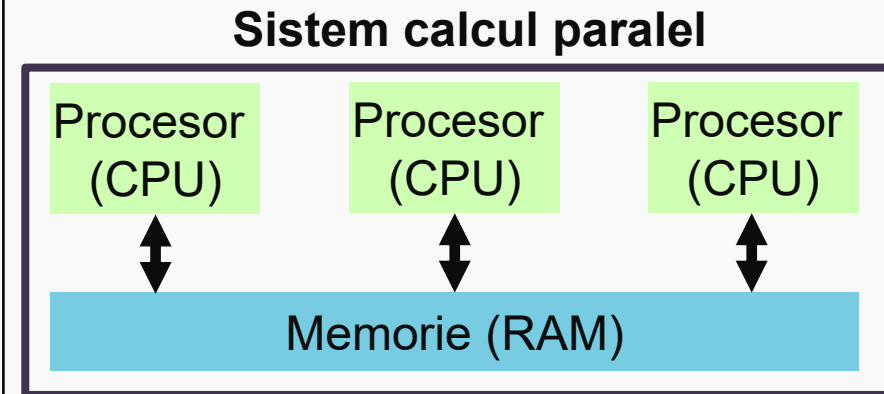 Sistem calcul paralel
Procesor
(CPU)
Procesor
(CPU)
Procesor
(CPU)
Memorie (RAM)